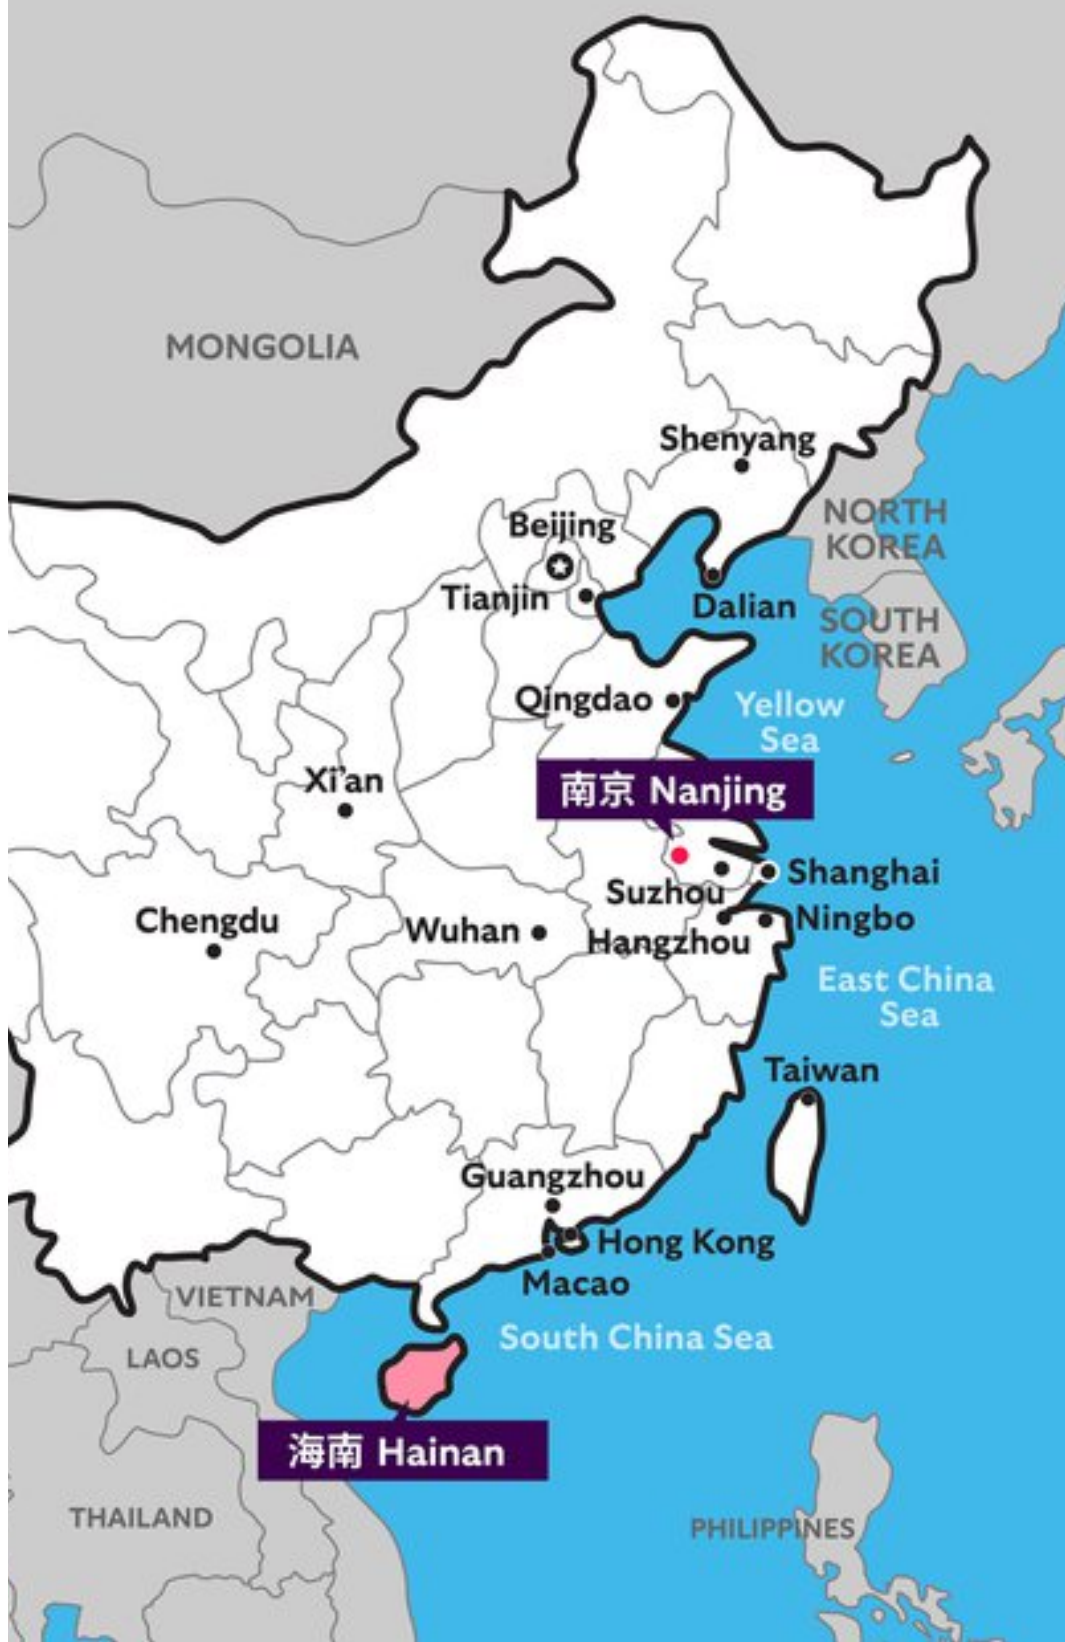 MONGOLIA
Shenyang
Beijing
NORTH
KOREA
Tianjin
Dalian
SOUTH
KOREA
Qingdao
Yellow
Sea
Xi'an
南京 Nanjing
Shanghai
Suzhou
Chengdu
Wuhan
Ningbo
Hangzhou
East China
Sea
Taiwan
Guangzhou
Hong Kong
Macao
VIETNAM
South China Sea
LAOS
海南 Hainan
THAILAND
PHILIPPINES